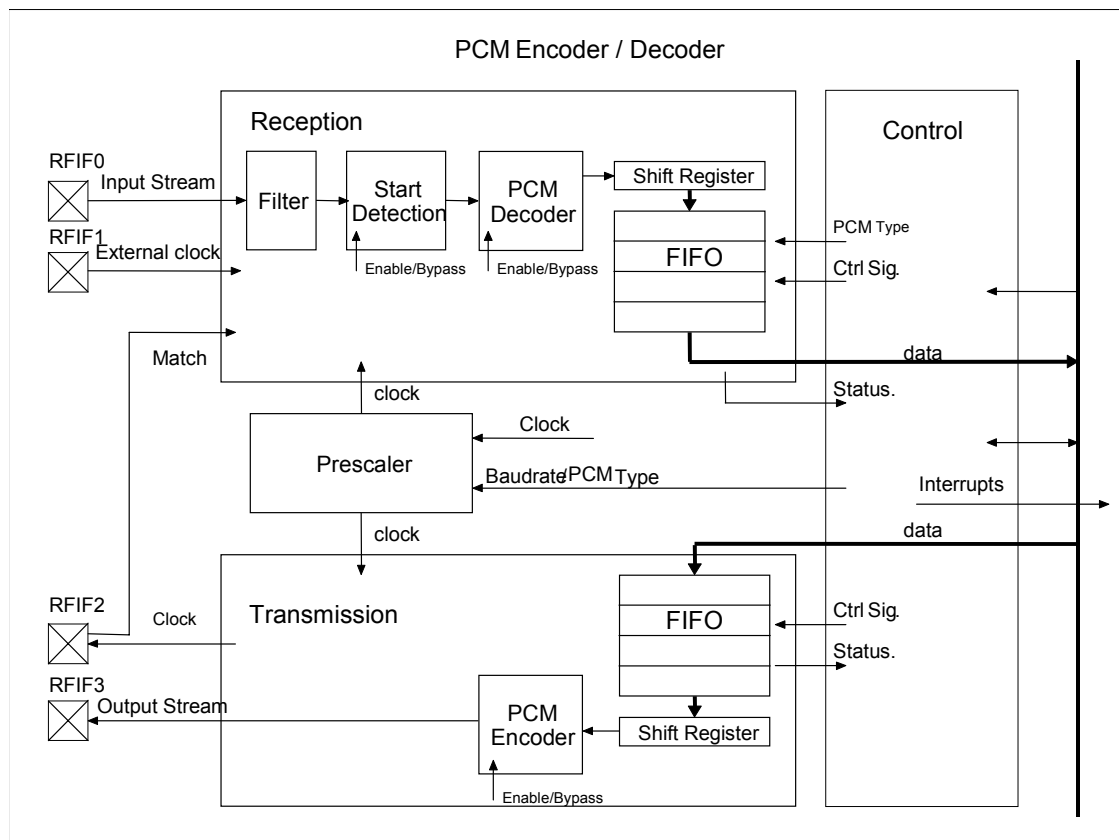 PCM Encoder / Decoder
Reception
Control
RFIF0
Input Stream
Filter
Start
Detection
PCM
Decoder
Shift Register
RFIF1
External clock
Enable/Bypass
Enable/Bypass
FIFO
PCM Type
Ctrl Sig.
Match
data
clock
Status.
Prescaler
Clock
Baudrate/PCM Type
Interrupts
clock
data
RFIF2
Clock
Transmission
FIFO
Ctrl Sig.
Status.
RFIF3
Output Stream
PCM
Encoder
Shift Register
Enable/Bypass